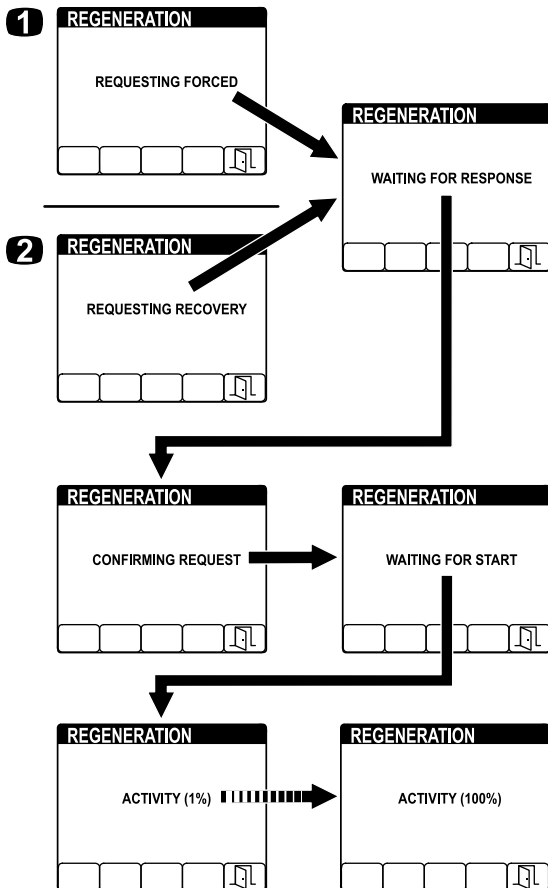 1
REGENERATION
REQUESTING FORCED
REGENERATION
WAITING FOR RESPONSE
2
REGENERATION
REQUESTING RECOVERY
REGENERATION
CONFIRMING REQUEST
REGENERATION
WAITING FOR START
REGENERATION
ACTIVITY (1%)
REGENERATION
ACTIVITY (100%)